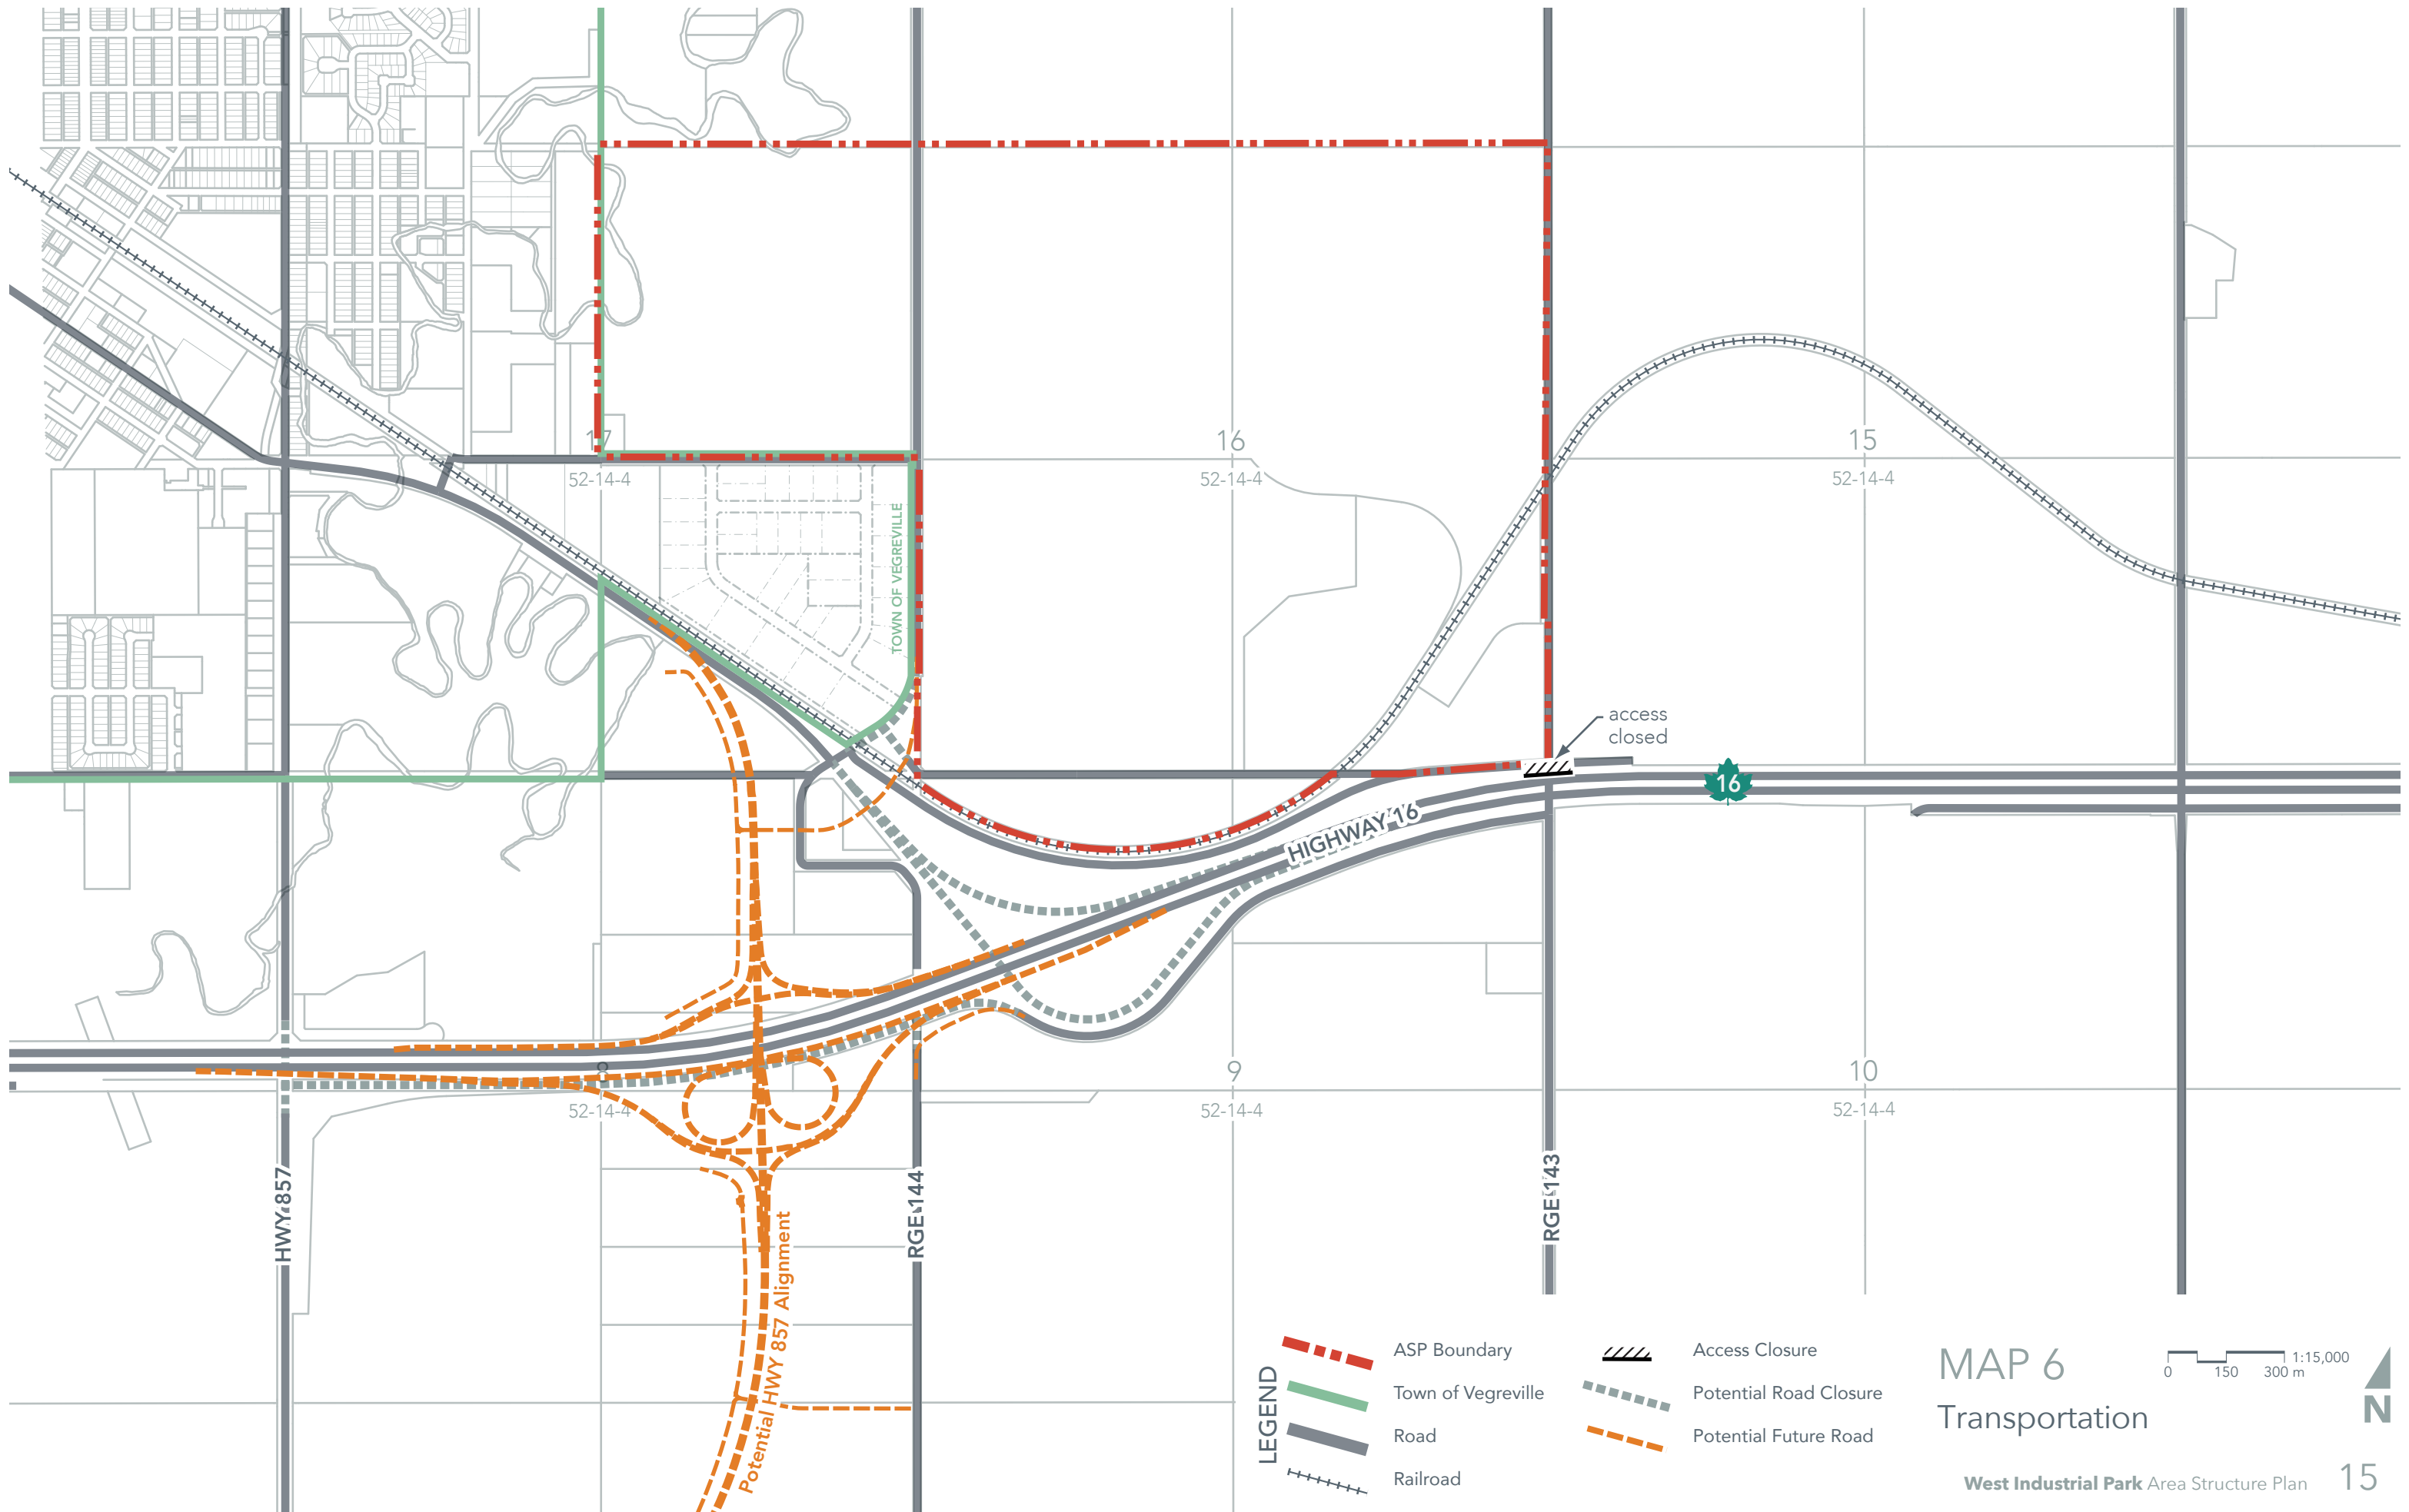 17
52-14-4
16
52-14-4
15
52-14-4
TOWN OF VEGREVILLE
access
closed
16
HIGHWAY 16
8
52-14-4
9
52-14-4
10
52-14-4
HWY 857
RGE 144
RGE 143
Potential HWY 857 Alignment
LEGEND
ASP Boundary
Town of Vegreville
Road
Railroad
Access Closure
Potential Road Closure
Potential Future Road
MAP 6
Transportation
1:15,000
0 150 300 m
N
West Industrial Park Area Structure Plan 15